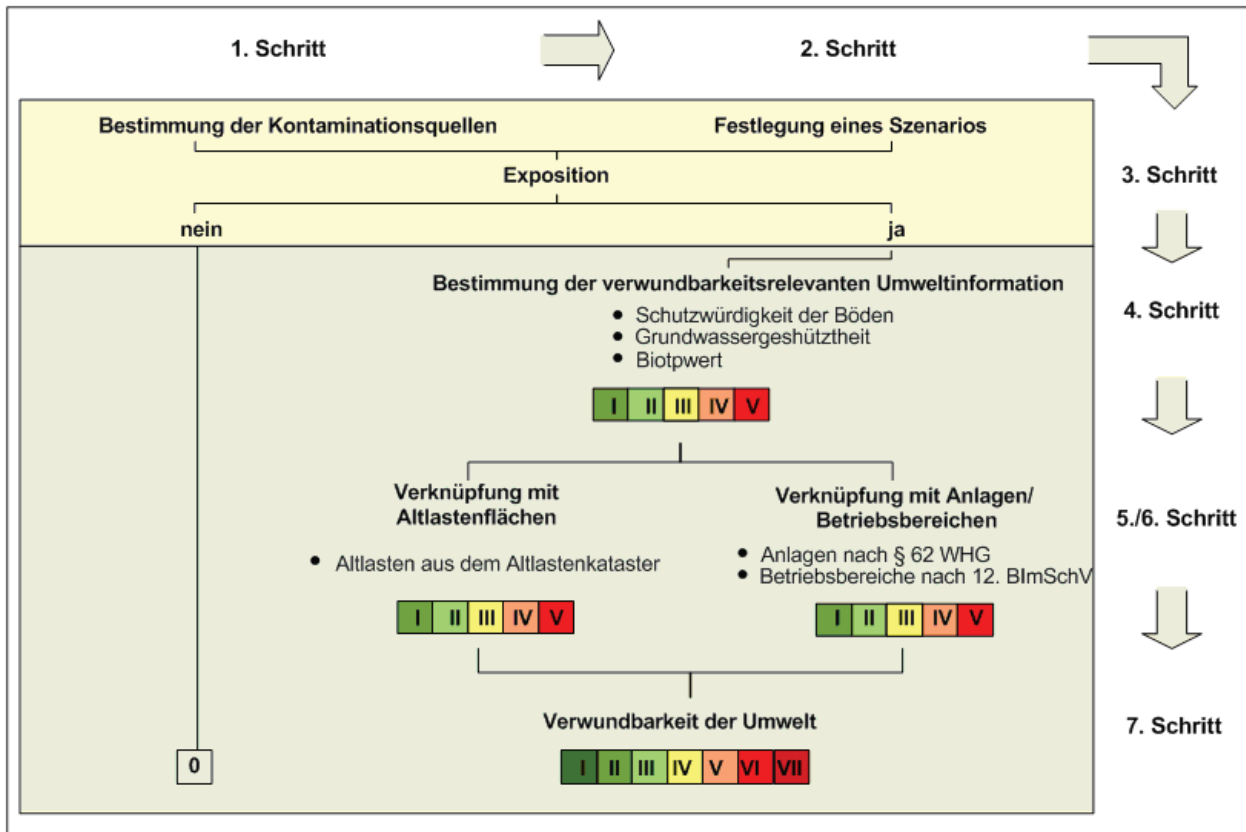 1. Schritt
2. Schritt
Bestimmung der Kontaminationsquellen
Festlegung eines Szenarios
Exposition
3. Schritt
nein
ja
Bestimmung der verwundbarkeitsrelevanten Umweltinformation
4. Schritt
• Schutzwürdigkeit der Böden
• Grundwassergeshütztheit
• Biotpwert
I II III IV V
Verknüpfung mit
Altlastenflächen
Verknüpfung mit Anlagen/
Betriebsbereichen
5./6. Schritt
• Altlasten aus dem Altlastenkataster
• Anlagen nach § 62 WHG
• Betriebsbereiche nach 12. BImSchV
I II III IV V
I II III IV V
Verwundbarkeit der Umwelt
7. Schritt
0
I II III IV V VI VII